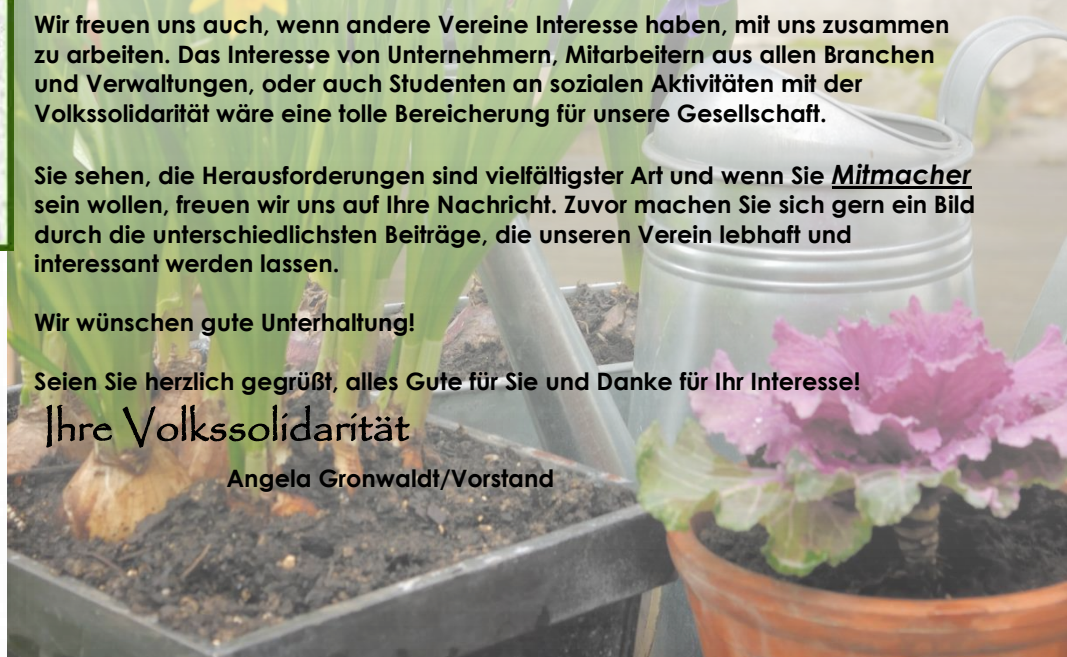 Wir freuen uns auch, wenn andere Vereine Interesse haben, mit uns zusammen
zu arbeiten. Das Interesse von Unternehmern, Mitarbeitern aus allen Branchen
und Verwaltungen, oder auch Studenten an sozialen Aktivitäten mit der
Volkssolidarität wäre eine tolle Bereicherung für unsere Gesellschaft.
Sie sehen, die Herausforderungen sind vielfältigster Art und wenn Sie Mitmacher
sein wollen, freuen wir uns auf Ihre Nachricht. Zuvor machen Sie sich gern ein Bild
durch die unterschiedlichsten Beiträge, die unseren Verein lebhaft und
interessant werden lassen.
Wir wünschen gute Unterhaltung!
Seien Sie herzlich gegrüßt, alles Gute für Sie und Danke für Ihr Interesse!
Ihre Volkssolidarität
Angela Gronwaldt/Vorstand